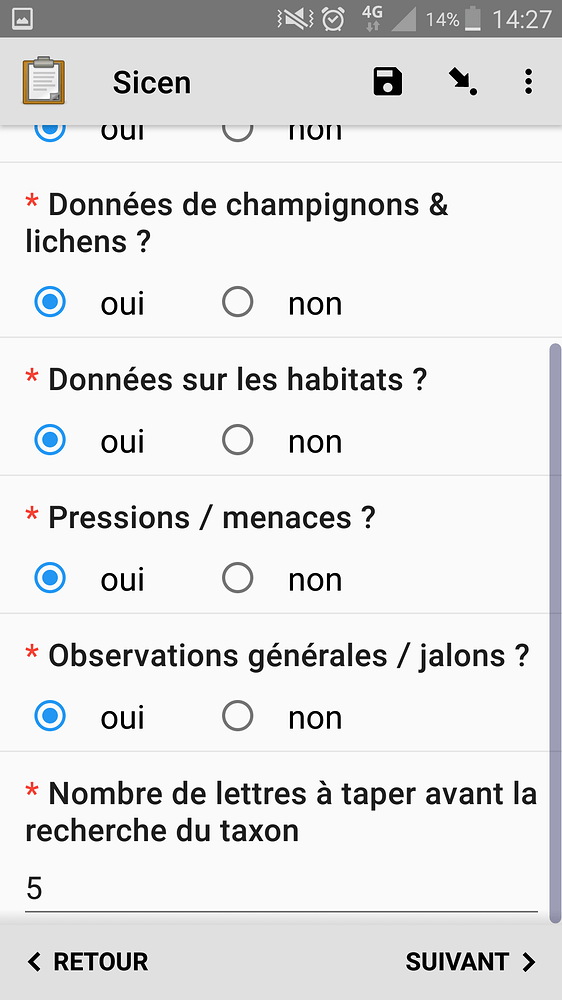 4G 14% 14:27
Sicen
oui non
* Données de champignons &
lichens ?
oui non
* Données sur les habitats ?
oui non
* Pressions / menaces ?
oui non
* Observations générales / jalons ?
oui non
* Nombre de lettres à taper avant la
recherche du taxon
5
RETOUR SUIVANT